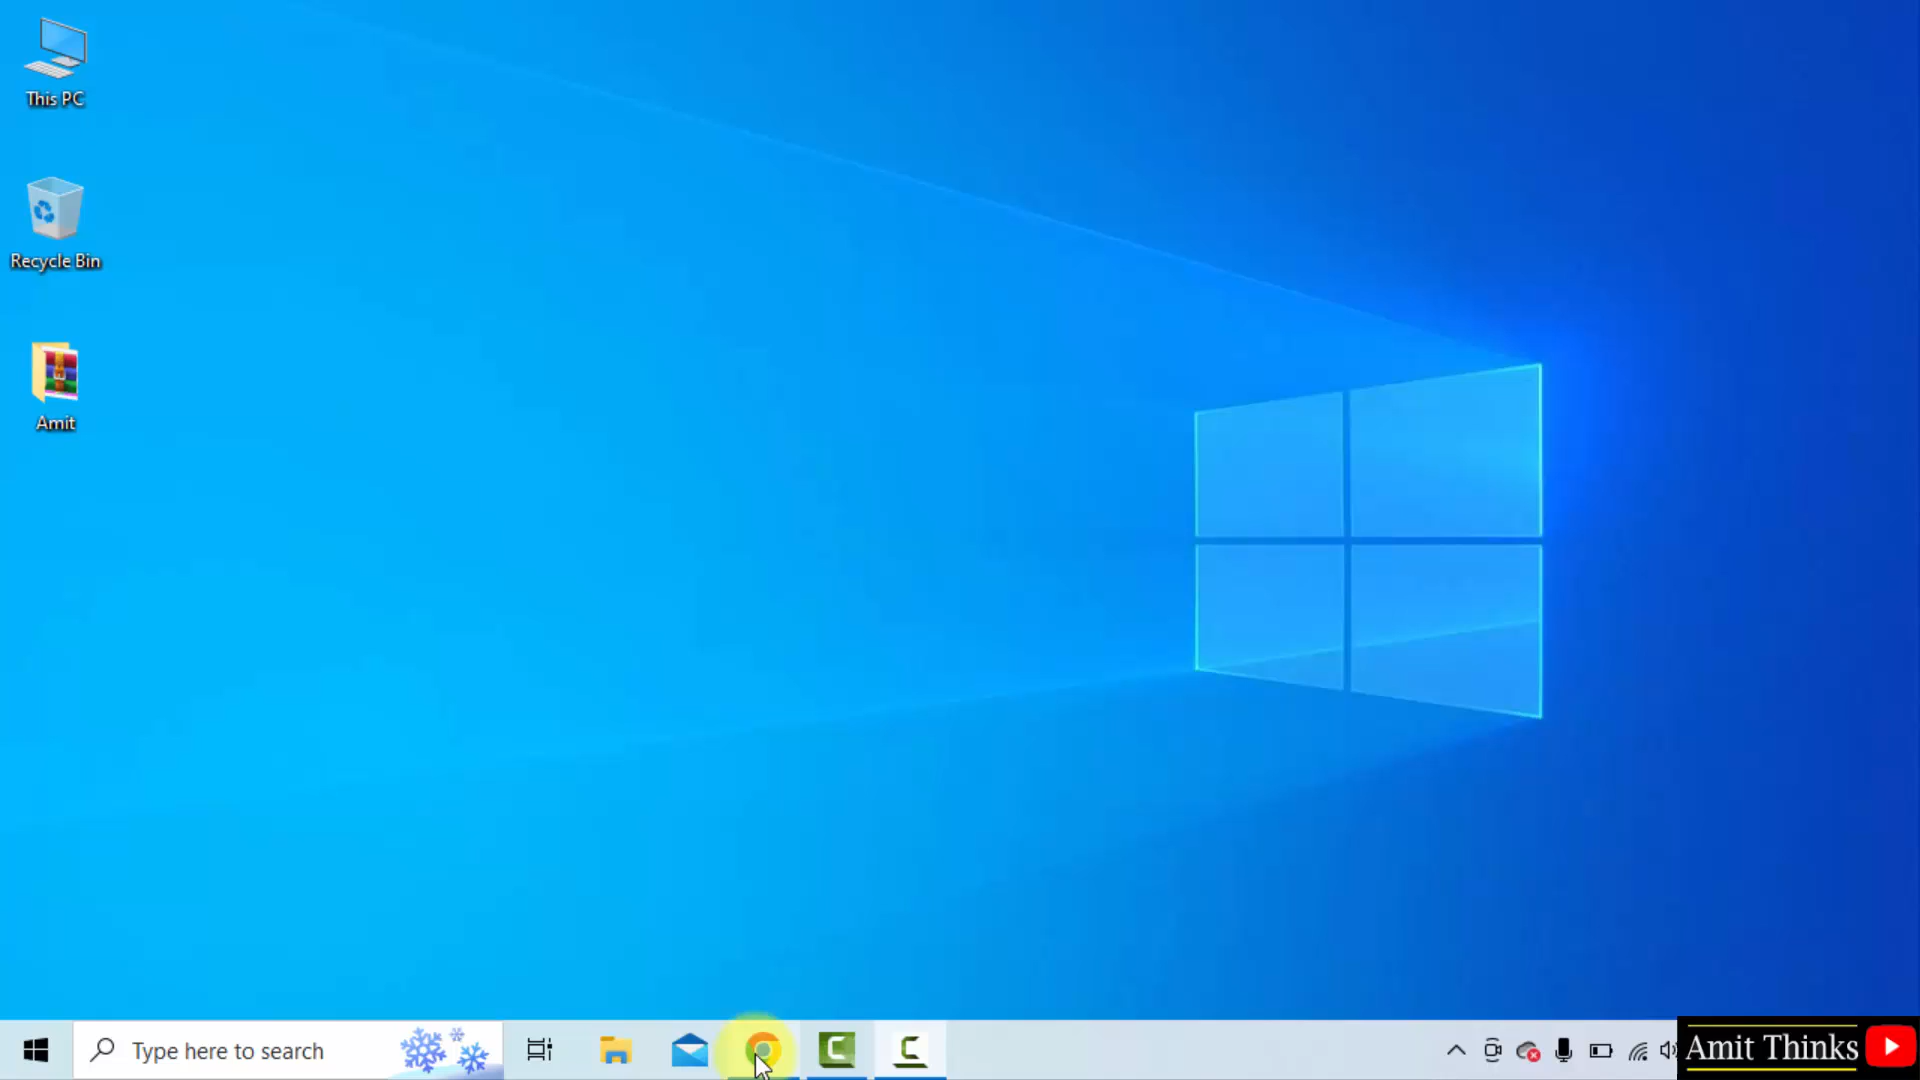 This PC
Recycle Bin
Amit
Type here to search
Amit Thinks